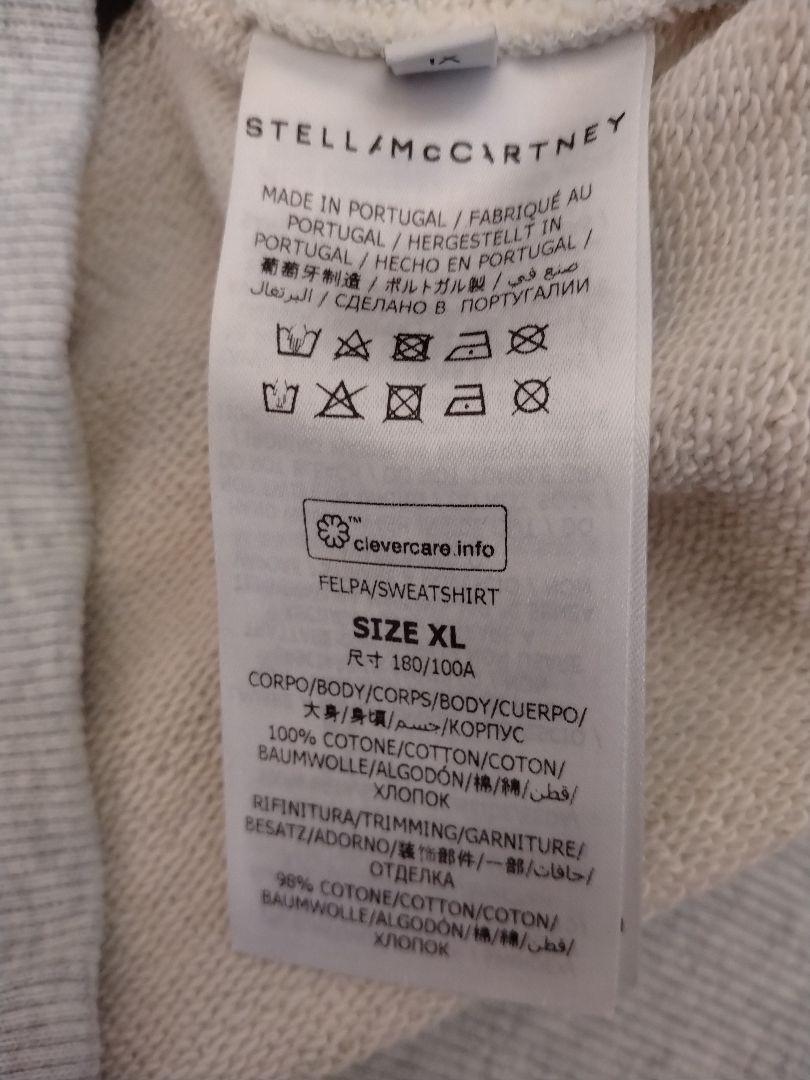 STELLA McCARTNEY
MADE IN PORTUGAL / FABRIQUÉ AU
PORTUGAL / HERGESTELLT IN
PORTUGAL / HECHO EN PORTUGAL /
葡萄牙制造 / ポルトガル製 / صنع في
البرتغال / СДЕЛАНО В ПОРТУГАЛИИ
clevercare.info
FELPA/SWEATSHIRT
SIZE XL
尺寸 180/100A
CORPO/BODY/CORPS/BODY/CUERPO/
大身/身頃/جسم/КОРПУС
100% COTONE/COTTON/COTON/
BAUMWOLLE/ALGODÓN/棉/綿/قطن/
ХЛОПОК
RIFINITURA/TRIMMING/GARNITURE/
BESATZ/ADORNO/装饰部件/一部/حافات/
ОТДЕЛКА
98% COTONE/COTTON/COTON/
BAUMWOLLE/ALGODÓN/棉/綿/قطن/
ХЛОПОК